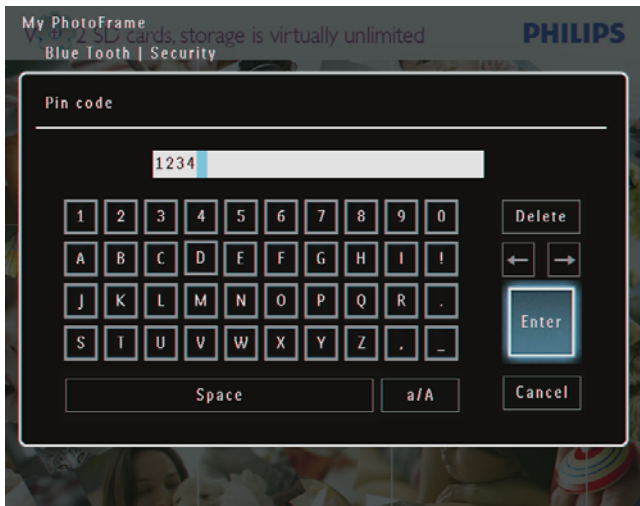 My PhotoFrame
2 SD cards, storage is virtually unlimited
PHILIPS
Blue Tooth | Security
Pin code
1234
1 2 3 4 5 6 7 8 9 0 Delete
A B C D E F G H I ! ← →
J K L M N O P Q R .
Enter
S T U V W X Y Z , _
Space a/A Cancel